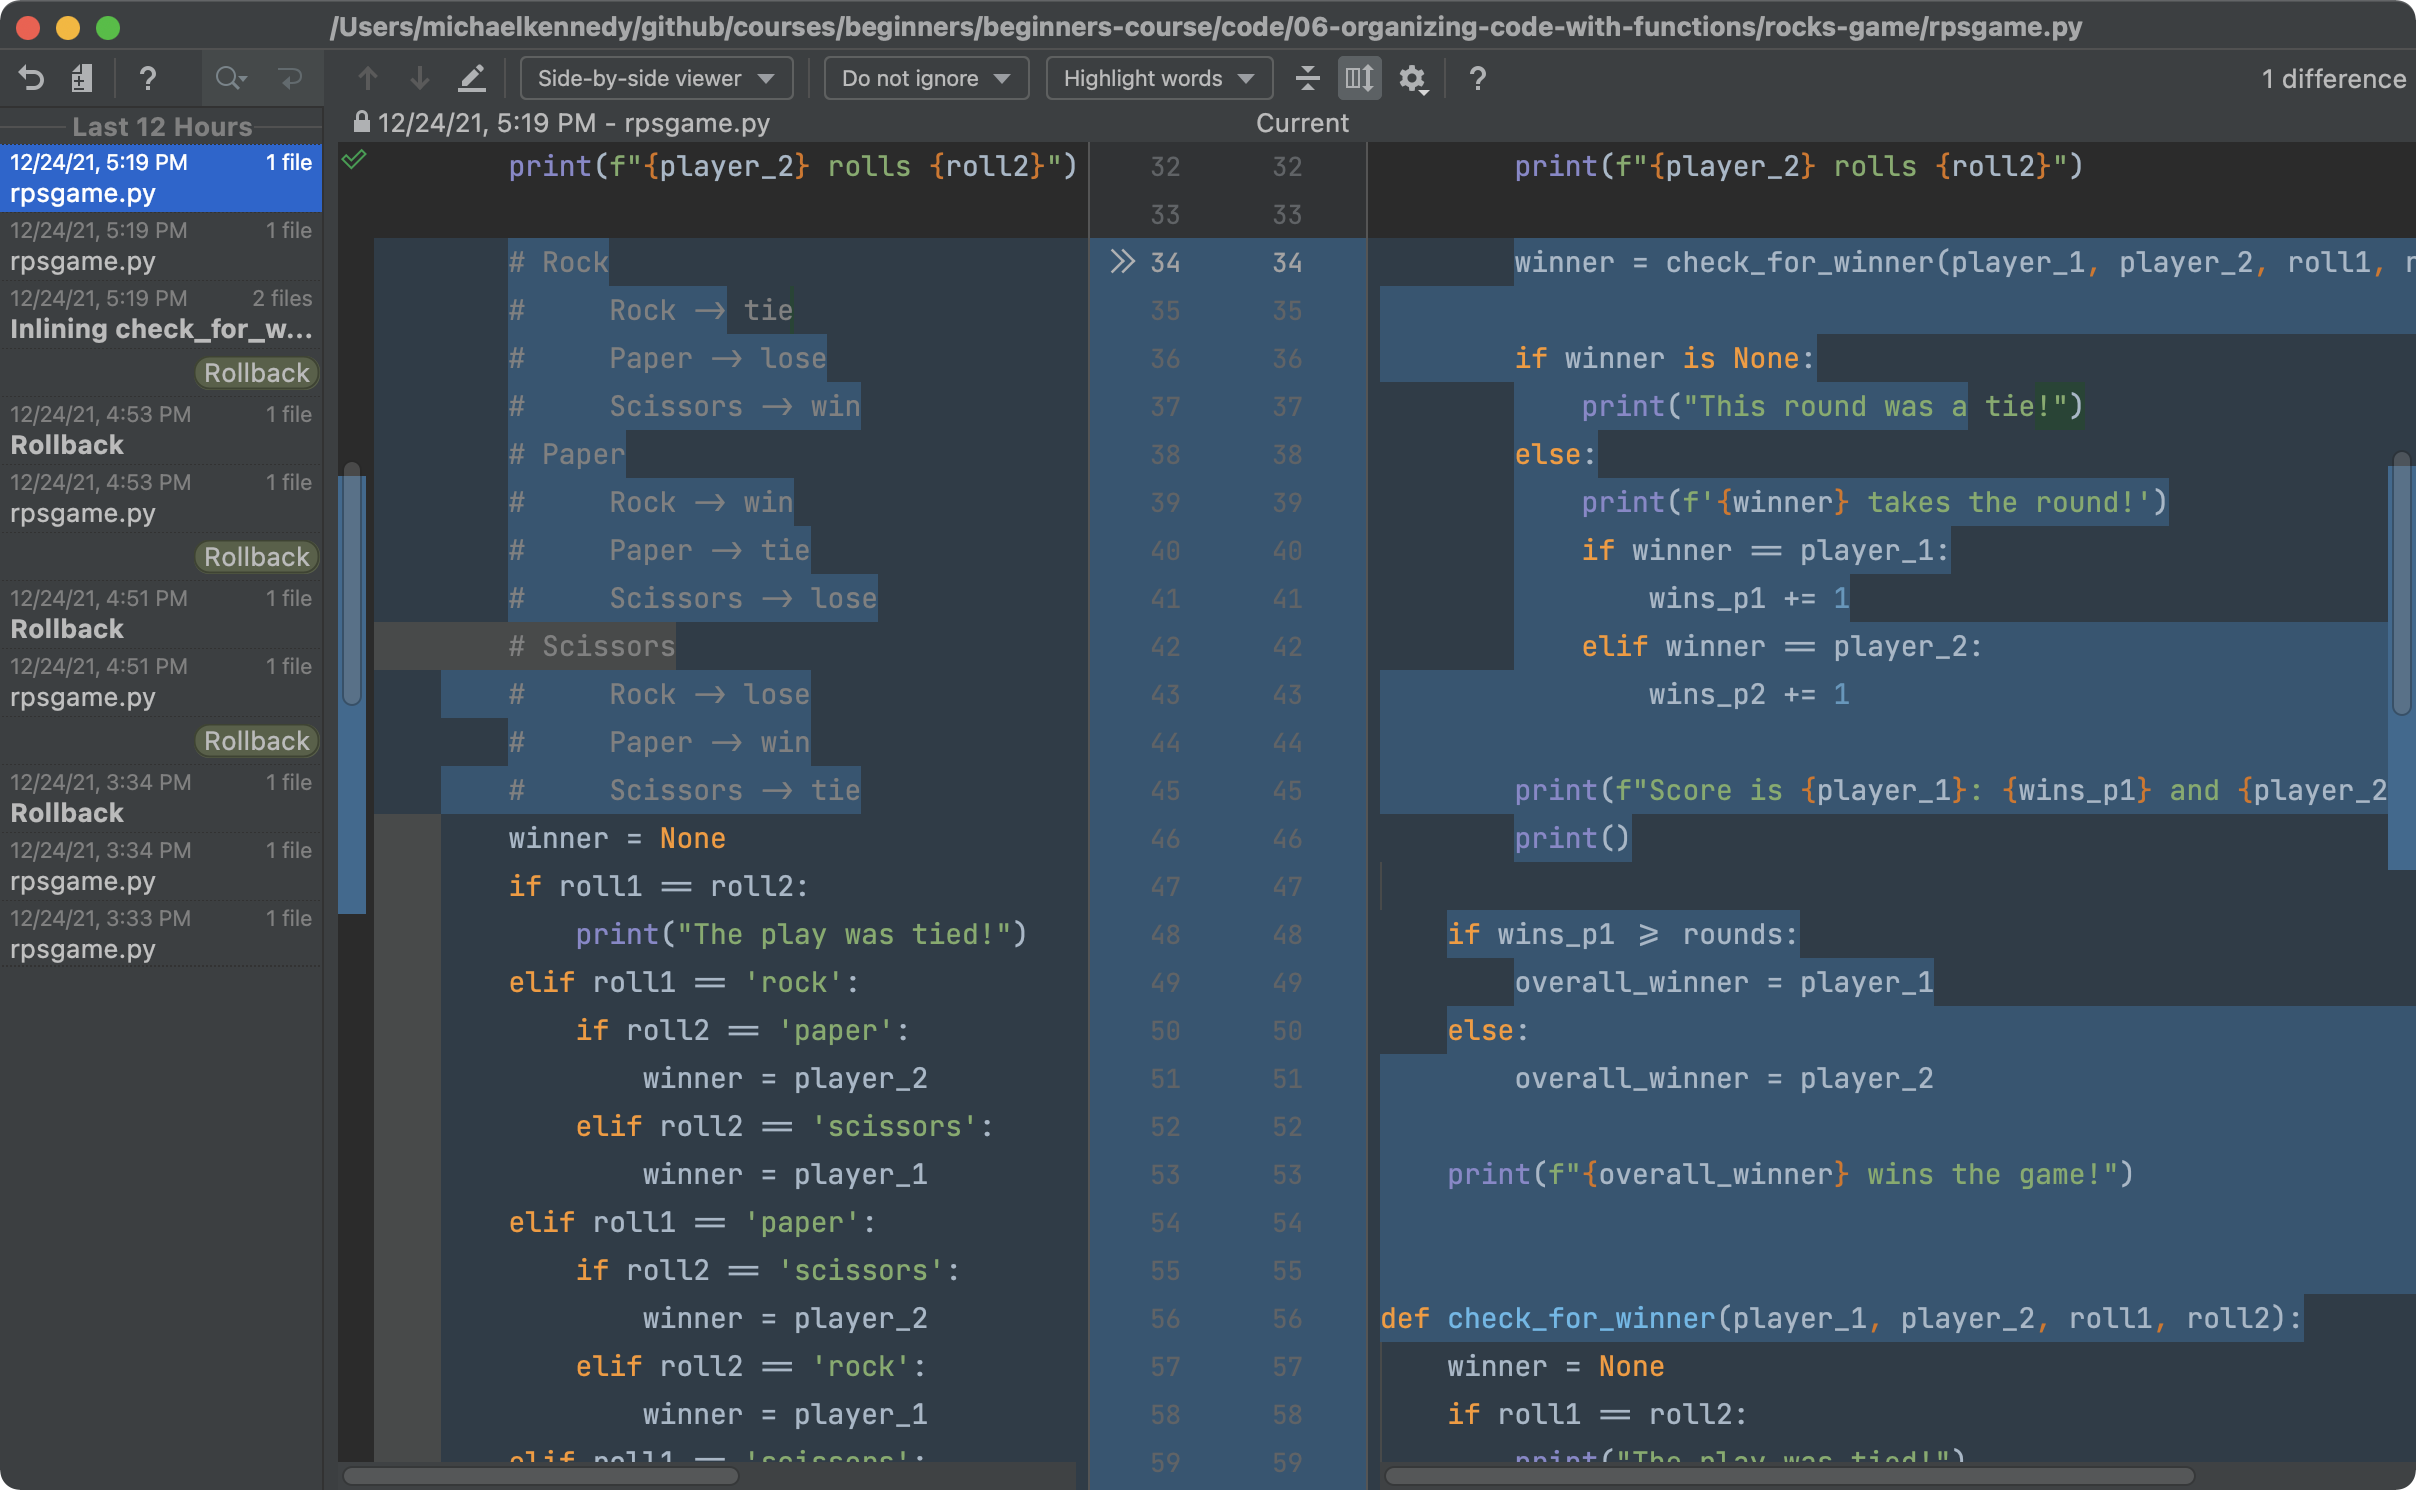 /Users/michaelkennedy/github/courses/beginners/beginners-course/code/06-organizing-code-with-functions/rocks-game/rpsgame.py
?
Side-by-side viewer
Do not ignore
Highlight words
?
1 difference
Last 12 Hours
12/24/21, 5:19 PM 1 file
rpsgame.py
12/24/21, 5:19 PM 1 file
rpsgame.py
12/24/21, 5:19 PM 2 files
Inlining check_for_w...
Rollback
12/24/21, 4:53 PM 1 file
Rollback
12/24/21, 4:53 PM 1 file
rpsgame.py
Rollback
12/24/21, 4:51 PM 1 file
Rollback
12/24/21, 4:51 PM 1 file
rpsgame.py
Rollback
12/24/21, 3:34 PM 1 file
Rollback
12/24/21, 3:34 PM 1 file
rpsgame.py
12/24/21, 3:33 PM 1 file
rpsgame.py
12/24/21, 5:19 PM - rpsgame.py
print(f"{player_2} rolls {roll2}")
# Rock
#     Rock -> tie
#     Paper -> lose
#     Scissors -> win
# Paper
#     Rock -> win
#     Paper -> tie
#     Scissors -> lose
# Scissors
#     Rock -> lose
#     Paper -> win
#     Scissors -> tie
winner = None
if roll1 == roll2:
print("The play was tied!")
elif roll1 == 'rock':
if roll2 == 'paper':
winner = player_2
elif roll2 == 'scissors':
winner = player_1
elif roll1 == 'paper':
if roll2 == 'scissors':
winner = player_2
elif roll2 == 'rock':
winner = player_1
elif roll1 == 'scissors':
32 32
33 33
34 34
35 35
36 36
37 37
38 38
39 39
40 40
41 41
42 42
43 43
44 44
45 45
46 46
47 47
48 48
49 49
50 50
51 51
52 52
53 53
54 54
55 55
56 56
57 57
58 58
59 59
Current
print(f"{player_2} rolls {roll2}")
winner = check_for_winner(player_1, player_2, roll1, r
if winner is None:
print("This round was a tie!")
else:
print(f'{winner} takes the round!')
if winner == player_1:
wins_p1 += 1
elif winner == player_2:
wins_p2 += 1
print(f"Score is {player_1}: {wins_p1} and {player_2
print()
if wins_p1 >= rounds:
overall_winner = player_1
else:
overall_winner = player_2
print(f"{overall_winner} wins the game!")
def check_for_winner(player_1, player_2, roll1, roll2):
winner = None
if roll1 == roll2:
print("The play was tied!")